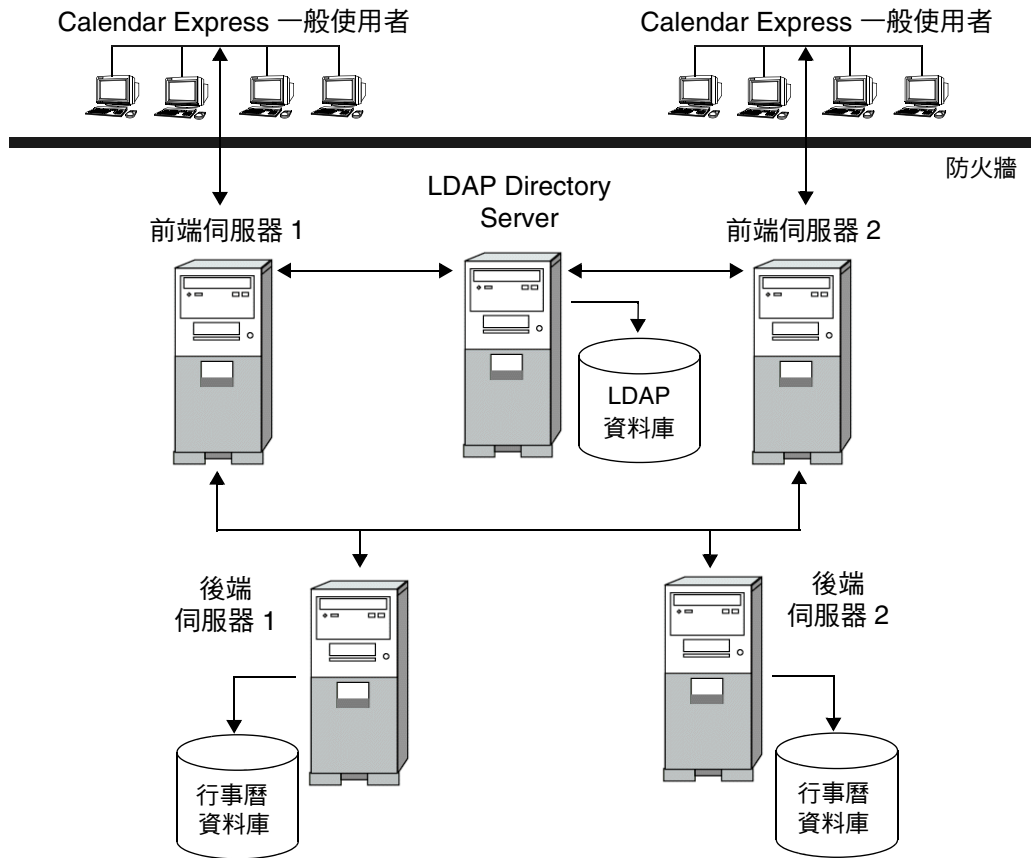 Calendar Express 一般使用者
Calendar Express 一般使用者
防火牆
LDAP Directory
Server
前端伺服器 1
前端伺服器 2
LDAP
資料庫
後端
伺服器 1
後端
伺服器 2
行事曆
資料庫
行事曆
資料庫